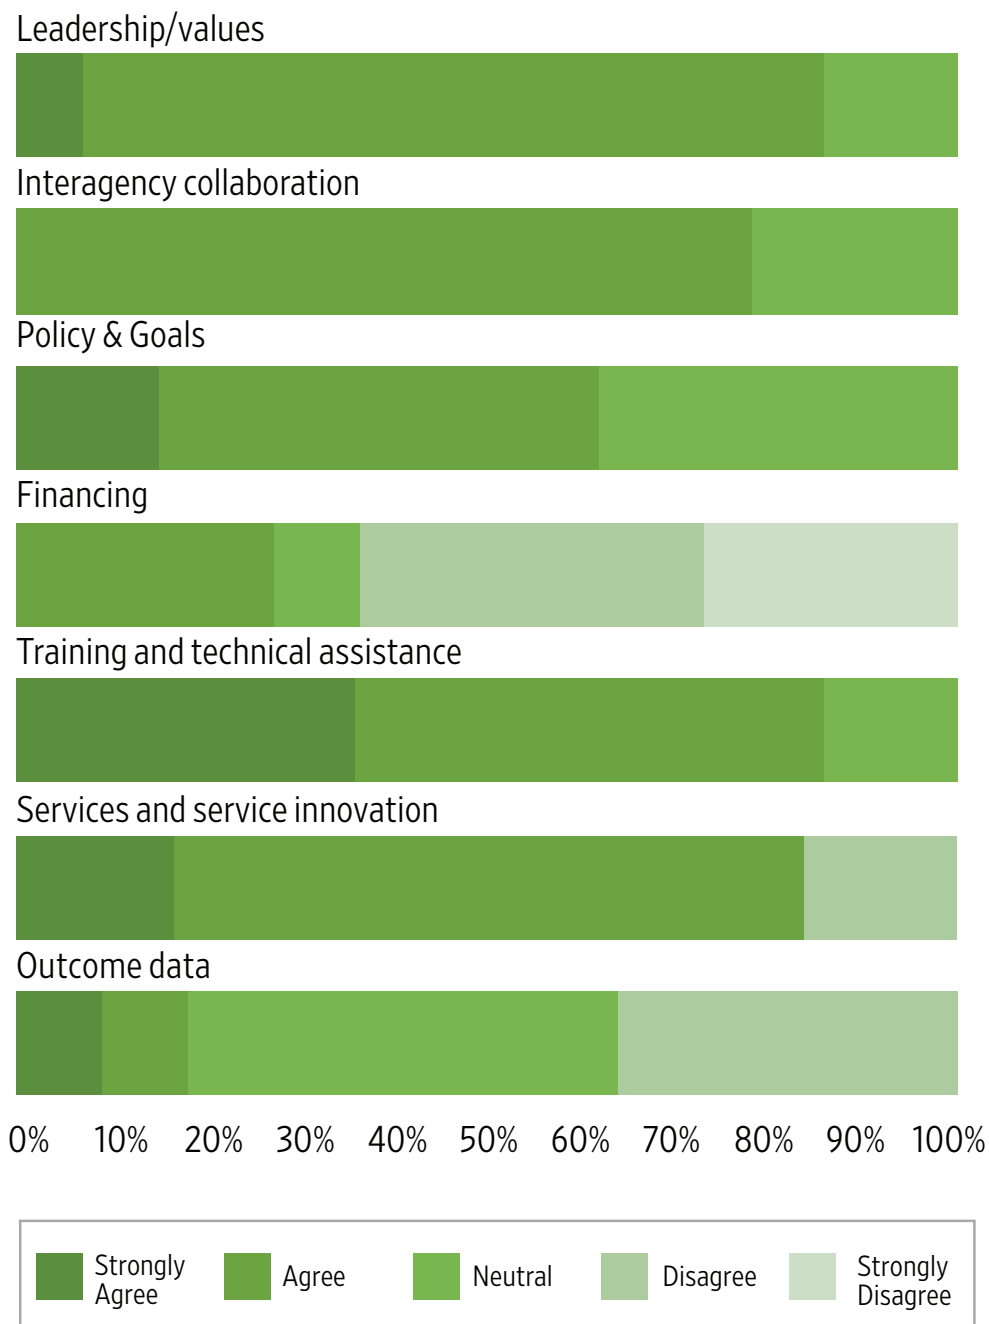 Leadership/values
Interagency collaboration
Policy & Goals
Financing
Training and technical assistance
Services and service innovation
Outcome data
0% 10% 20% 30% 40% 50% 60% 70% 80% 90% 100%
Strongly
Agree
Agree
Neutral
Disagree
Strongly
Disagree